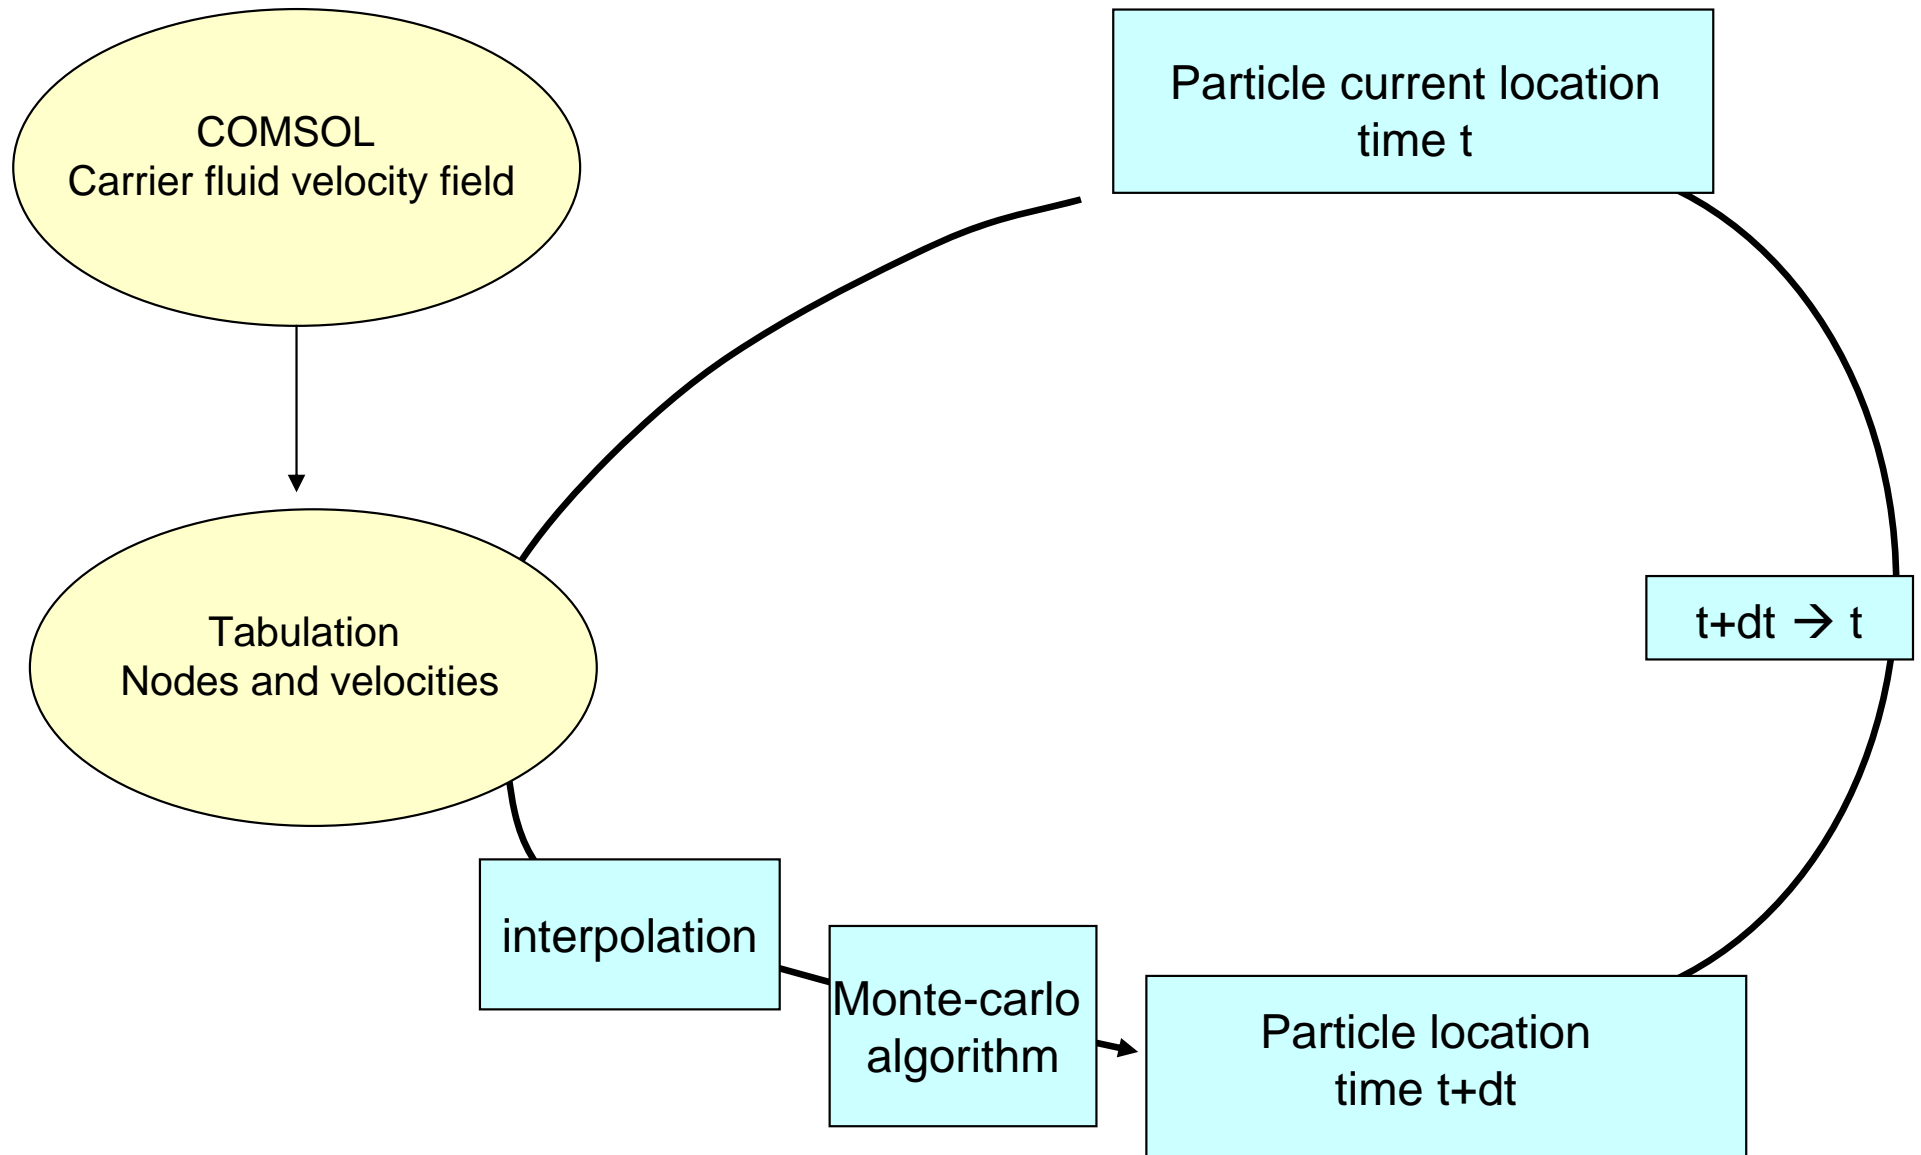 COMSOL
Carrier fluid velocity field
Particle current location
time t
Tabulation
Nodes and velocities
t+dt → t
interpolation
Monte-carlo
algorithm
Particle location
time t+dt